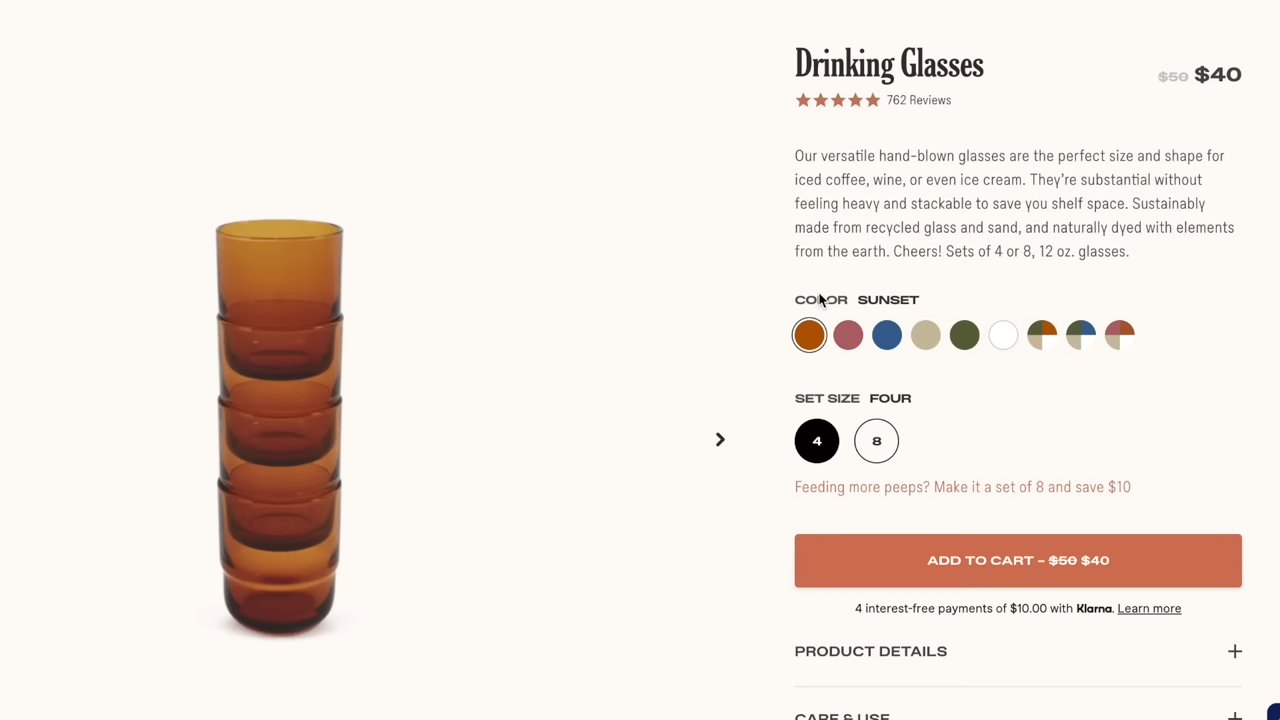 Drinking Glasses
$50 $40
762 Reviews
Our versatile hand-blown glasses are the perfect size and shape for
iced coffee, wine, or even ice cream. They're substantial without
feeling heavy and stackable to save you shelf space. Sustainably
made from recycled glass and sand, and naturally dyed with elements
from the earth. Cheers! Sets of 4 or 8, 12 oz. glasses.
COLOR SUNSET
SET SIZE FOUR
4 8
Feeding more peeps? Make it a set of 8 and save $10
ADD TO CART – $50 $40
4 interest-free payments of $10.00 with Klarna. Learn more
PRODUCT DETAILS
CARE & USE